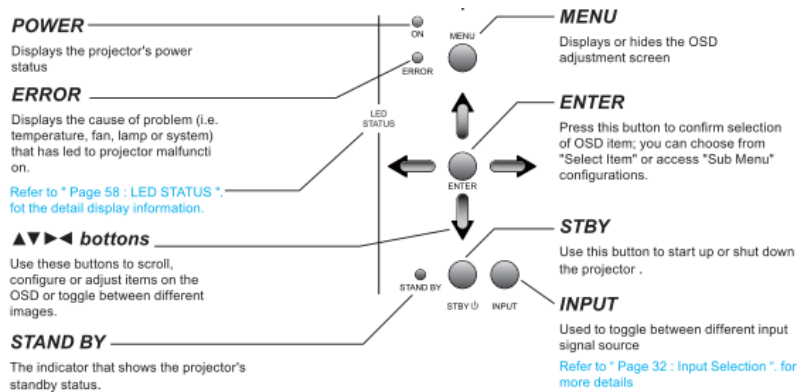 POWER
Displays the projector's power
status
ERROR
Displays the cause of problem (i.e.
temperature, fan, lamp or system)
that has led to projector malfuncti
on.
Refer to " Page 58 : LED STATUS ".
fot the detail display information.
▲▼►◄ bottons
Use these buttons to scroll,
configure or adjust items on the
OSD or toggle between different
images.
STAND BY
The indicator that shows the projector's
standby status.
ON
MENU
ERROR
LED
STATUS
ENTER
STAND BY
STBY ⏻
INPUT
MENU
Displays or hides the OSD
adjustment screen
ENTER
Press this button to confirm selection
of OSD item; you can choose from
"Select Item" or access "Sub Menu"
configurations.
STBY
Use this button to start up or shut down
the projector .
INPUT
Used to toggle between different input
signal source
Refer to " Page 32 : Input Selection ". for
more details